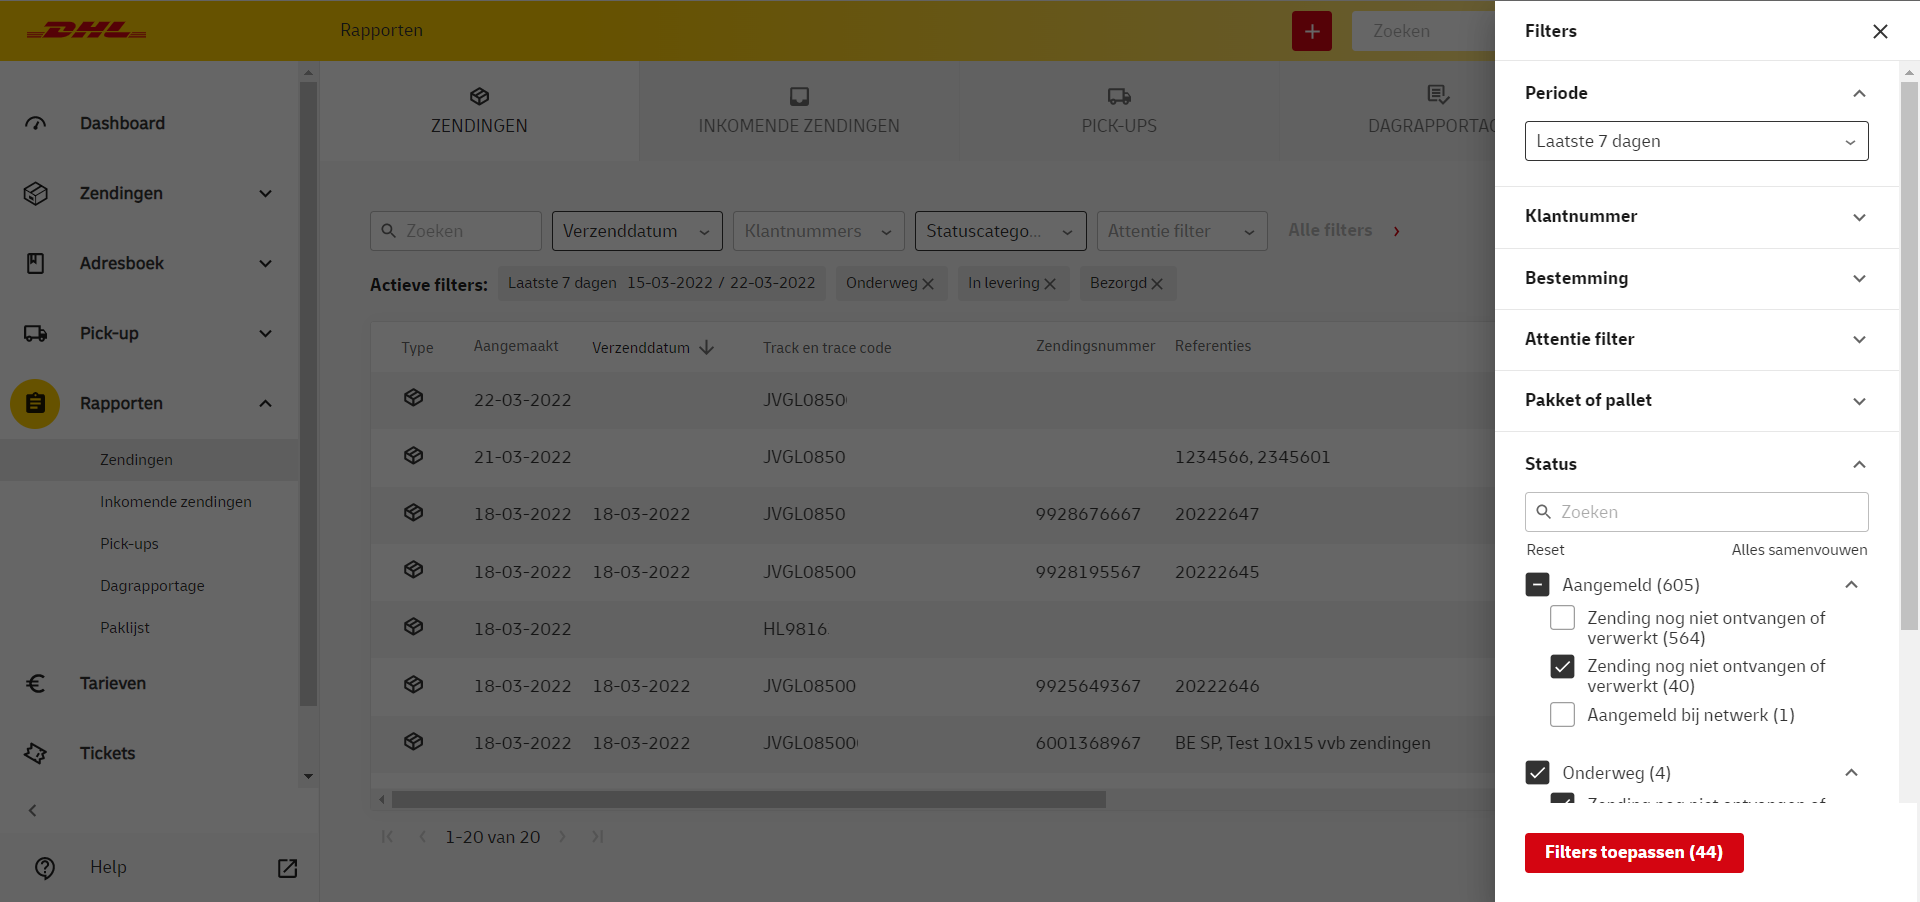 DHL
Rapporten
Zoeken
Dashboard
Zendingen
Adresboek
Pick-up
Rapporten
Zendingen
Inkomende zendingen
Pick-ups
Dagrapportage
Paklijst
Tarieven
Tickets
Help
ZENDINGEN
INKOMENDE ZENDINGEN
PICK-UPS
DAGRAPPORTAG
Zoeken
Verzenddatum
Klantnummers
Statuscatego...
Attentie filter
Alle filters
Actieve filters: Laatste 7 dagen 15-03-2022 / 22-03-2022 Onderweg In levering Bezorgd
Type Aangemaakt Verzenddatum Track en trace code Zendingsnummer Referenties
22-03-2022 JVGL0850
21-03-2022 JVGL0850 1234566, 2345601
18-03-2022 18-03-2022 JVGL0850 9928676667 20222647
18-03-2022 18-03-2022 JVGL08500 9928195567 20222645
18-03-2022 HL9816
18-03-2022 18-03-2022 JVGL08500 9925649367 20222646
18-03-2022 18-03-2022 JVGL08500 6001368967 BE SP, Test 10x15 vvb zendingen
1-20 van 20
Filters
Periode
Laatste 7 dagen
Klantnummer
Bestemming
Attentie filter
Pakket of pallet
Status
Zoeken
Reset Alles samenvouwen
Aangemeld (605)
Zending nog niet ontvangen of
verwerkt (564)
Zending nog niet ontvangen of
verwerkt (40)
Aangemeld bij netwerk (1)
Onderweg (4)
Zending nog niet ontvangen of
Filters toepassen (44)